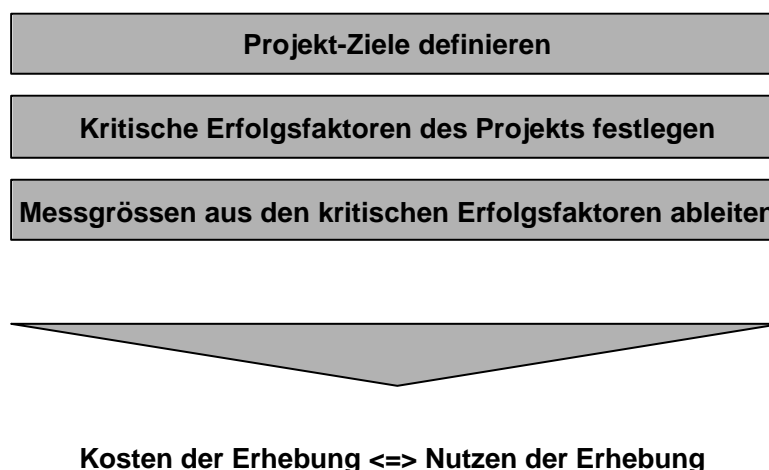 Projekt-Ziele definieren
Kritische Erfolgsfaktoren des Projekts festlegen
Messgrössen aus den kritischen Erfolgsfaktoren ableiten
Kosten der Erhebung <=> Nutzen der Erhebung